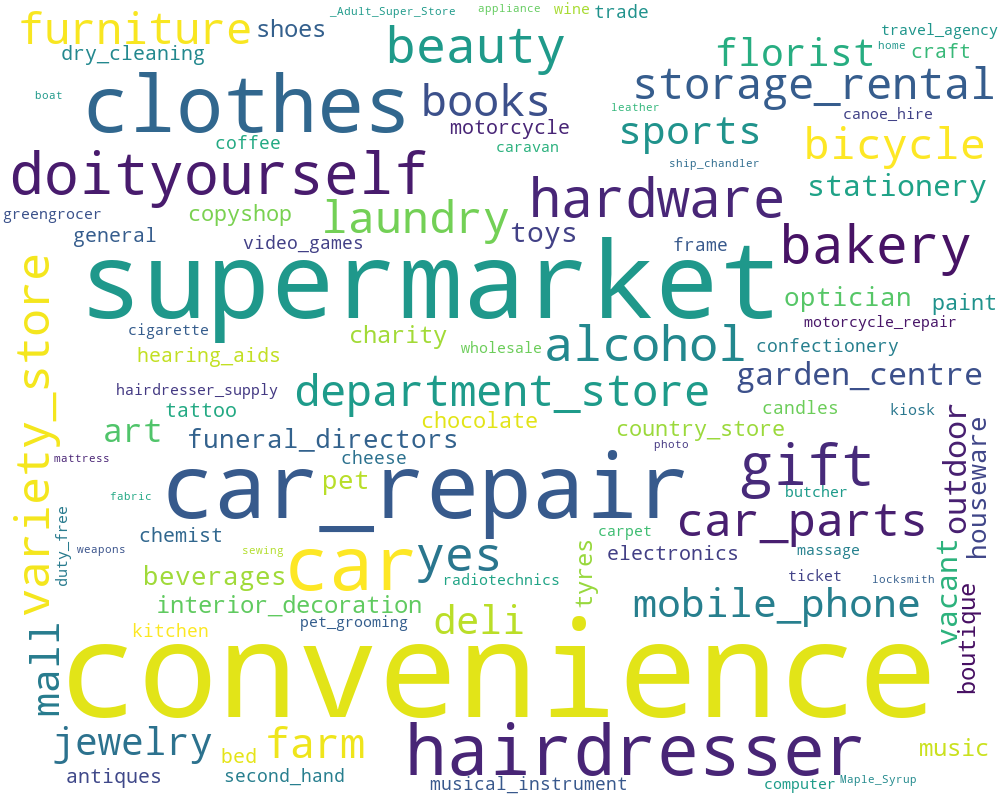 _Adult_Super_Store
appliance
wine
trade
furniture
shoes
travel_agency
beauty
florist
home
craft
dry_cleaning
clothes
books
storage_rental
boat
leather
canoe_hire
motorcycle
sports
bicycle
coffee
caravan
ship_chandler
doityourself
hardware
stationery
greengrocer
copyshop
laundry
toys
bakery
general
video_games
frame
supermarket
optician
paint
variety_store
cigarette
charity
alcohol
motorcycle_repair
hearing_aids
wholesale
confectionery
hairdresser_supply
department_store
garden_centre
tattoo
chocolate
candles
kiosk
art
funeral_directors
country_store
outdoor
houseware
mattress
cheese
photo
car_repair
pet
gift
butcher
fabric
car_parts
duty_free
weapons
chemist
sewing
car
yes
carpet
electronics
massage
beverages
radiotechnics
tyres
ticket
locksmith
vacant
interior_decoration
deli
mobile_phone
boutique
kitchen
pet_grooming
mall
convenience
jewelry
bed
farm
hairdresser
music
antiques
second_hand
musical_instrument
computer
Maple_Syrup